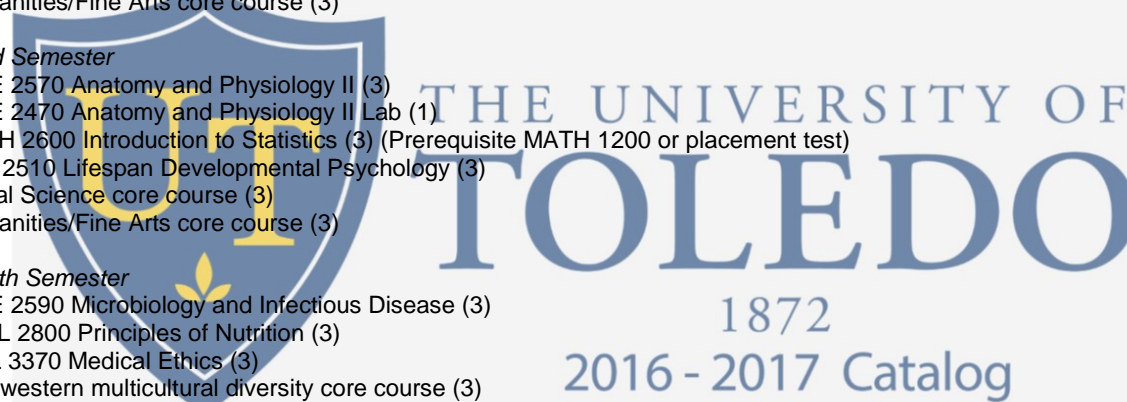 anities/Fine Arts core course (3)
d Semester
E 2570 Anatomy and Physiology II (3)
E 2470 Anatomy and Physiology II Lab (1)
H 2600 Introduction to Statistics (3) (Prerequisite MATH 1200 or placement test)
2510 Lifespan Developmental Psychology (3)
al Science core course (3)
anities/Fine Arts core course (3)
th Semester
E 2590 Microbiology and Infectious Disease (3)
L 2800 Principles of Nutrition (3)
3370 Medical Ethics (3)
western multicultural diversity core course (3)
UT
THE UNIVERSITY OF
TOLEDO
1872
2016 - 2017 Catalog